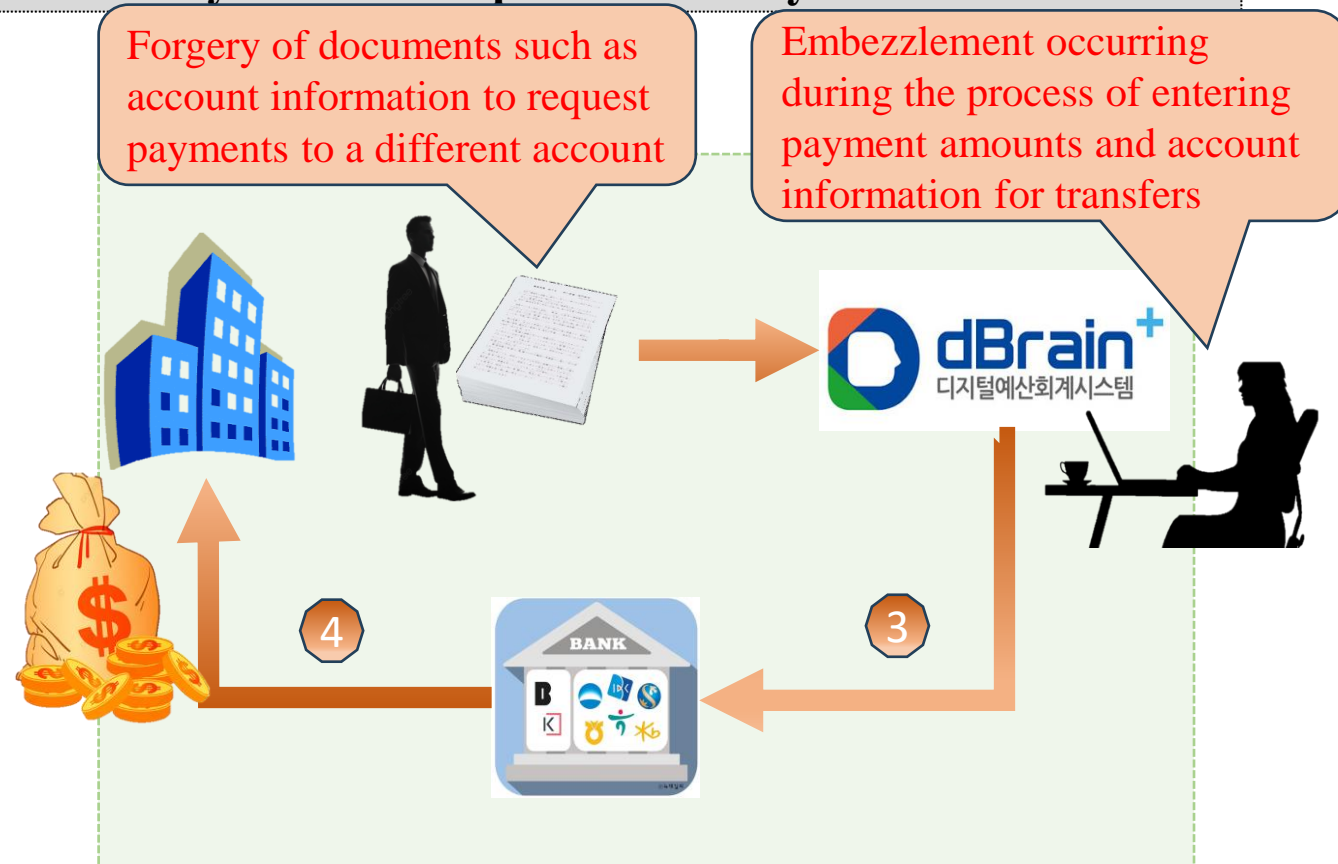 Forgery of documents such as
account information to request
payments to a different account
Embezzlement occurring
during the process of entering
payment amounts and account
information for transfers
dBrain+
디지털예산회계시스템
4
3
BANK
B
K
IBK
Kb